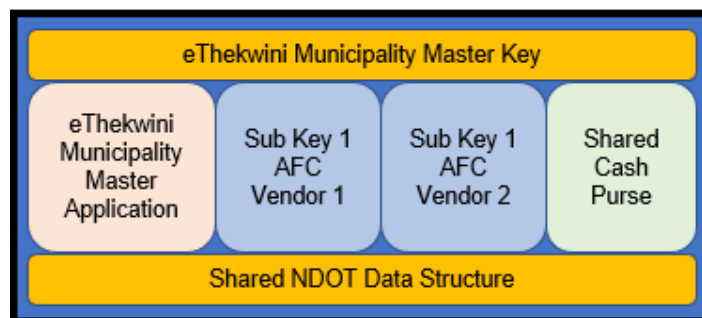 eThekwini Municipality Master Key
eThekwini
Municipality
Master
Application
Sub Key 1
AFC
Vendor 1
Sub Key 1
AFC
Vendor 2
Shared
Cash
Purse
Shared NDOT Data Structure